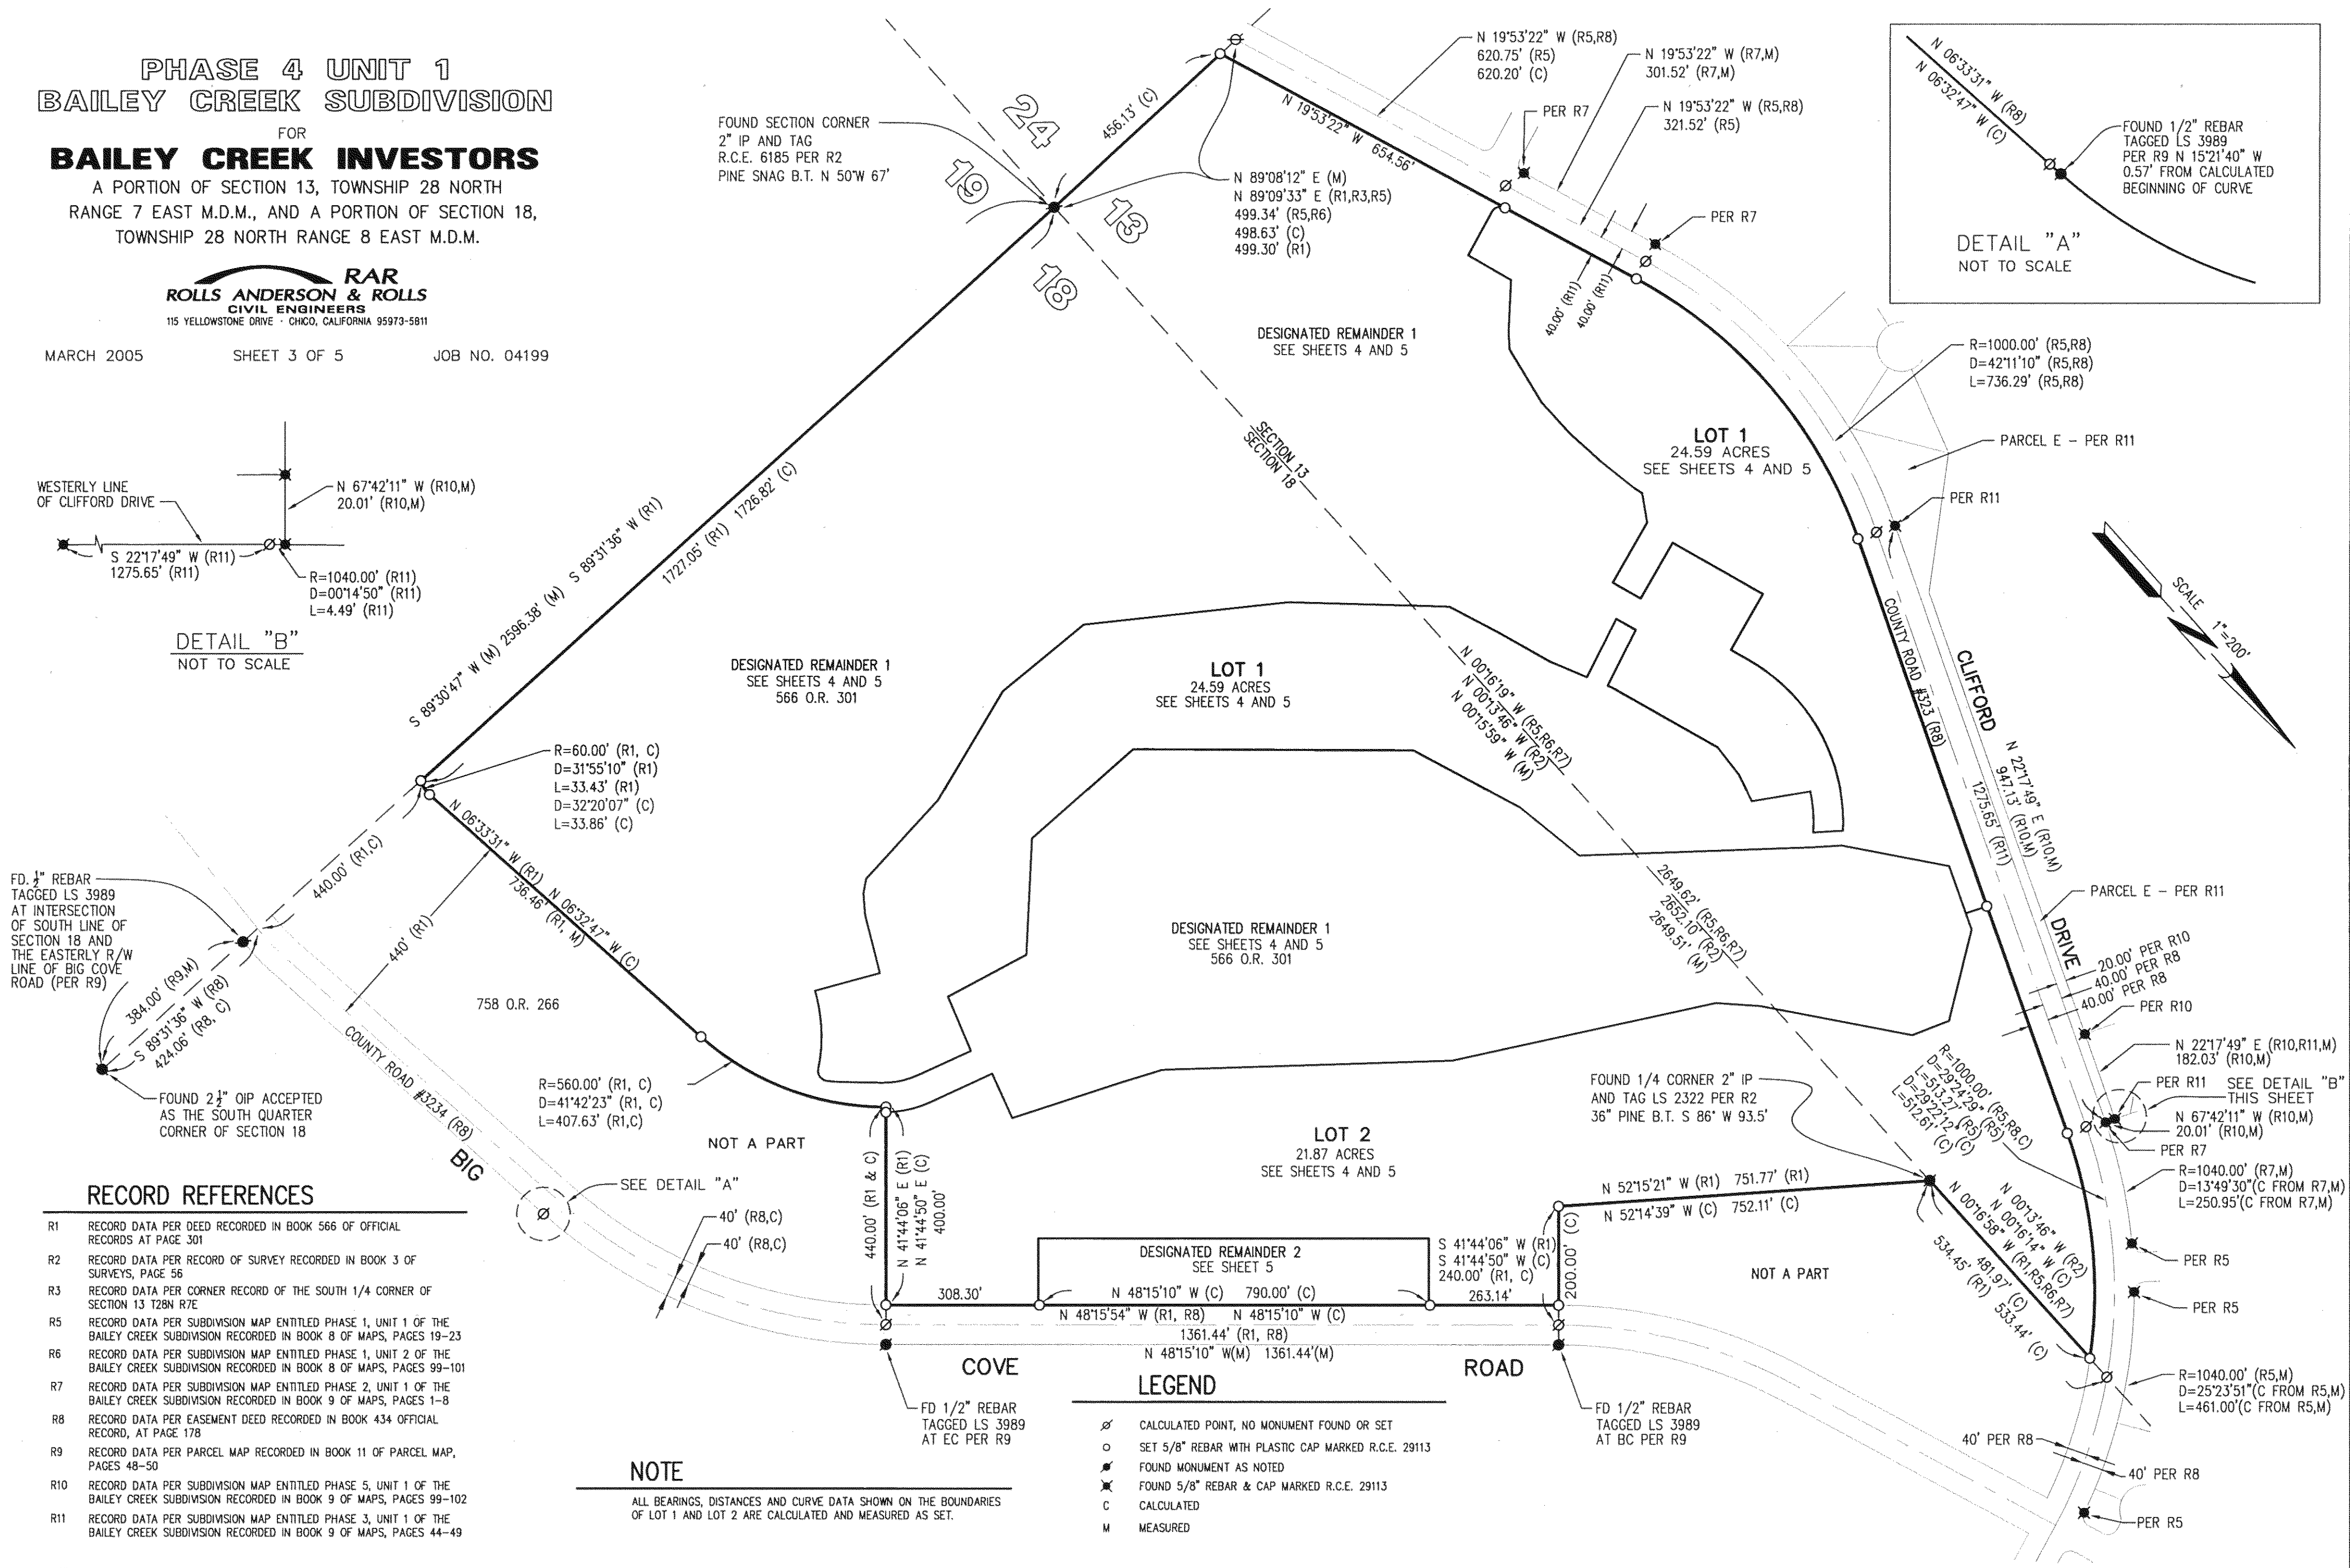 PHASE 4 UNIT 1
BAILEY CREEK SUBDIVISION
FOR
BAILEY CREEK INVESTORS
A PORTION OF SECTION 13, TOWNSHIP 28 NORTH
RANGE 7 EAST M.D.M., AND A PORTION OF SECTION 18,
TOWNSHIP 28 NORTH RANGE 8 EAST M.D.M.
RAR
ROLLS ANDERSON & ROLLS
CIVIL ENGINEERS
115 YELLOWSTONE DRIVE · CHICO, CALIFORNIA 95973-5811
MARCH 2005 SHEET 3 OF 5 JOB NO. 04199
WESTERLY LINE
OF CLIFFORD DRIVE
N 67°42'11" W (R10,M)
20.01' (R10,M)
S 22°17'49" W (R11)
1275.65' (R11)
R=1040.00' (R11)
D=00°14'50" (R11)
L=4.49' (R11)
DETAIL "B"
NOT TO SCALE
FOUND SECTION CORNER
2" IP AND TAG
R.C.E. 6185 PER R2
PINE SNAG B.T. N 50°W 67'
24
19
13
18
456.13' (C)
N 89°08'12" E (M)
N 89°09'33" E (R1,R3,R5)
499.34' (R5,R6)
498.63' (C)
499.30' (R1)
N 19°53'22" W 654.56'
N 19°53'22" W (R5,R8)
620.75' (R5)
620.20' (C)
N 19°53'22" W (R7,M)
301.52' (R7,M)
N 19°53'22" W (R5,R8)
321.52' (R5)
PER R7
PER R7
40.00' (R11)
40.00' (R11)
N 06°33'31" W (R8)
N 06°32'47" W (C)
FOUND 1/2" REBAR
TAGGED LS 3989
PER R9 N 15°21'40" W
0.57' FROM CALCULATED
BEGINNING OF CURVE
DETAIL "A"
NOT TO SCALE
R=1000.00' (R5,R8)
D=42°11'10" (R5,R8)
L=736.29' (R5,R8)
PARCEL E - PER R11
PER R11
SCALE 1"=200'
DESIGNATED REMAINDER 1
SEE SHEETS 4 AND 5
LOT 1
24.59 ACRES
SEE SHEETS 4 AND 5
SECTION 13
SECTION 18
S 89°30'47" W (M) 2596.38' (M) S 89°31'36" W (R1)
1727.05' (R1) 1726.82' (C)
DESIGNATED REMAINDER 1
SEE SHEETS 4 AND 5
566 O.R. 301
LOT 1
24.59 ACRES
SEE SHEETS 4 AND 5
N 00°16'19" W (R5,R6,R7)
N 00°13'46" W (R2)
N 00°15'59" W (M)
COUNTY ROAD #323 (R8)
CLIFFORD
N 22°17'49" E (R10,M)
947.13' (R10,M)
1275.65' (R11)
R=60.00' (R1, C)
D=31°55'10" (R1)
L=33.43' (R1)
D=32°20'07" (C)
L=33.86' (C)
N 06°33'31" W (R1) N 06°32'47" W (C)
736.46' (R1, M)
440.00' (R1,C)
440' (R1)
FD. ½" REBAR
TAGGED LS 3989
AT INTERSECTION
OF SOUTH LINE OF
SECTION 18 AND
THE EASTERLY R/W
LINE OF BIG COVE
ROAD (PER R9)
384.00' (R9,M)
S 89°31'36" W (R8)
424.06' (R8, C)
FOUND 2½" OIP ACCEPTED
AS THE SOUTH QUARTER
CORNER OF SECTION 18
758 O.R. 266
COUNTY ROAD #3234 (R8)
BIG
DESIGNATED REMAINDER 1
SEE SHEETS 4 AND 5
566 O.R. 301
2649.62' (R5,R6,R7)
2652.10' (R2)
2649.51' (M)
PARCEL E - PER R11
DRIVE
20.00' PER R10
40.00' PER R8
40.00' PER R8
PER R10
N 22°17'49" E (R10,R11,M)
182.03' (R10,M)
PER R11
SEE DETAIL "B"
THIS SHEET
N 67°42'11" W (R10,M)
20.01' (R10,M)
PER R7
R=1040.00' (R7,M)
D=13°49'30"(C FROM R7,M)
L=250.95'(C FROM R7,M)
R=1000.00' (R5,R8,C)
D=29°24'29" (R5)
L=513.27' (R5)
D=29°22'12" (C)
L=512.61' (C)
R=560.00' (R1, C)
D=41°42'23" (R1, C)
L=407.63' (R1,C)
NOT A PART
SEE DETAIL "A"
40' (R8,C)
40' (R8,C)
440.00' (R1 & C)
N 41°44'06" E (R1)
N 41°44'50" E (C)
400.00'
LOT 2
21.87 ACRES
SEE SHEETS 4 AND 5
FOUND 1/4 CORNER 2" IP
AND TAG LS 2322 PER R2
36" PINE B.T. S 86° W 93.5'
N 52°15'21" W (R1) 751.77' (R1)
N 52°14'39" W (C) 752.11' (C)
DESIGNATED REMAINDER 2
SEE SHEET 5
S 41°44'06" W (R1)
S 41°44'50" W (C)
240.00' (R1, C)
200.00' (C)
NOT A PART
N 00°13'46" W (R2)
N 00°16'14" W (C)
N 00°16'58" W (R1,R5,R6,R7)
481.97' (C)
534.45' (R1) 533.44' (C)
PER R5
PER R5
308.30'
N 48°15'10" W (C) 790.00' (C)
263.14'
N 48°15'54" W (R1, R8) N 48°15'10" W (C)
1361.44' (R1, R8)
N 48°15'10" W(M) 1361.44'(M)
COVE
ROAD
R=1040.00' (R5,M)
D=25°23'51"(C FROM R5,M)
L=461.00'(C FROM R5,M)
40' PER R8
40' PER R8
PER R5
FD 1/2" REBAR
TAGGED LS 3989
AT EC PER R9
FD 1/2" REBAR
TAGGED LS 3989
AT BC PER R9
RECORD REFERENCES
R1 RECORD DATA PER DEED RECORDED IN BOOK 566 OF OFFICIAL
RECORDS AT PAGE 301
R2 RECORD DATA PER RECORD OF SURVEY RECORDED IN BOOK 3 OF
SURVEYS, PAGE 56
R3 RECORD DATA PER CORNER RECORD OF THE SOUTH 1/4 CORNER OF
SECTION 13 T28N R7E
R5 RECORD DATA PER SUBDIVISION MAP ENTITLED PHASE 1, UNIT 1 OF THE
BAILEY CREEK SUBDIVISION RECORDED IN BOOK 8 OF MAPS, PAGES 19-23
R6 RECORD DATA PER SUBDIVISION MAP ENTITLED PHASE 1, UNIT 2 OF THE
BAILEY CREEK SUBDIVISION RECORDED IN BOOK 8 OF MAPS, PAGES 99-101
R7 RECORD DATA PER SUBDIVISION MAP ENTITLED PHASE 2, UNIT 1 OF THE
BAILEY CREEK SUBDIVISION RECORDED IN BOOK 9 OF MAPS, PAGES 1-8
R8 RECORD DATA PER EASEMENT DEED RECORDED IN BOOK 434 OFFICIAL
RECORD, AT PAGE 178
R9 RECORD DATA PER PARCEL MAP RECORDED IN BOOK 11 OF PARCEL MAP,
PAGES 48-50
R10 RECORD DATA PER SUBDIVISION MAP ENTITLED PHASE 5, UNIT 1 OF THE
BAILEY CREEK SUBDIVISION RECORDED IN BOOK 9 OF MAPS, PAGES 99-102
R11 RECORD DATA PER SUBDIVISION MAP ENTITLED PHASE 3, UNIT 1 OF THE
BAILEY CREEK SUBDIVISION RECORDED IN BOOK 9 OF MAPS, PAGES 44-49
NOTE
ALL BEARINGS, DISTANCES AND CURVE DATA SHOWN ON THE BOUNDARIES
OF LOT 1 AND LOT 2 ARE CALCULATED AND MEASURED AS SET.
LEGEND
CALCULATED POINT, NO MONUMENT FOUND OR SET
SET 5/8" REBAR WITH PLASTIC CAP MARKED R.C.E. 29113
FOUND MONUMENT AS NOTED
FOUND 5/8" REBAR & CAP MARKED R.C.E. 29113
C CALCULATED
M MEASURED